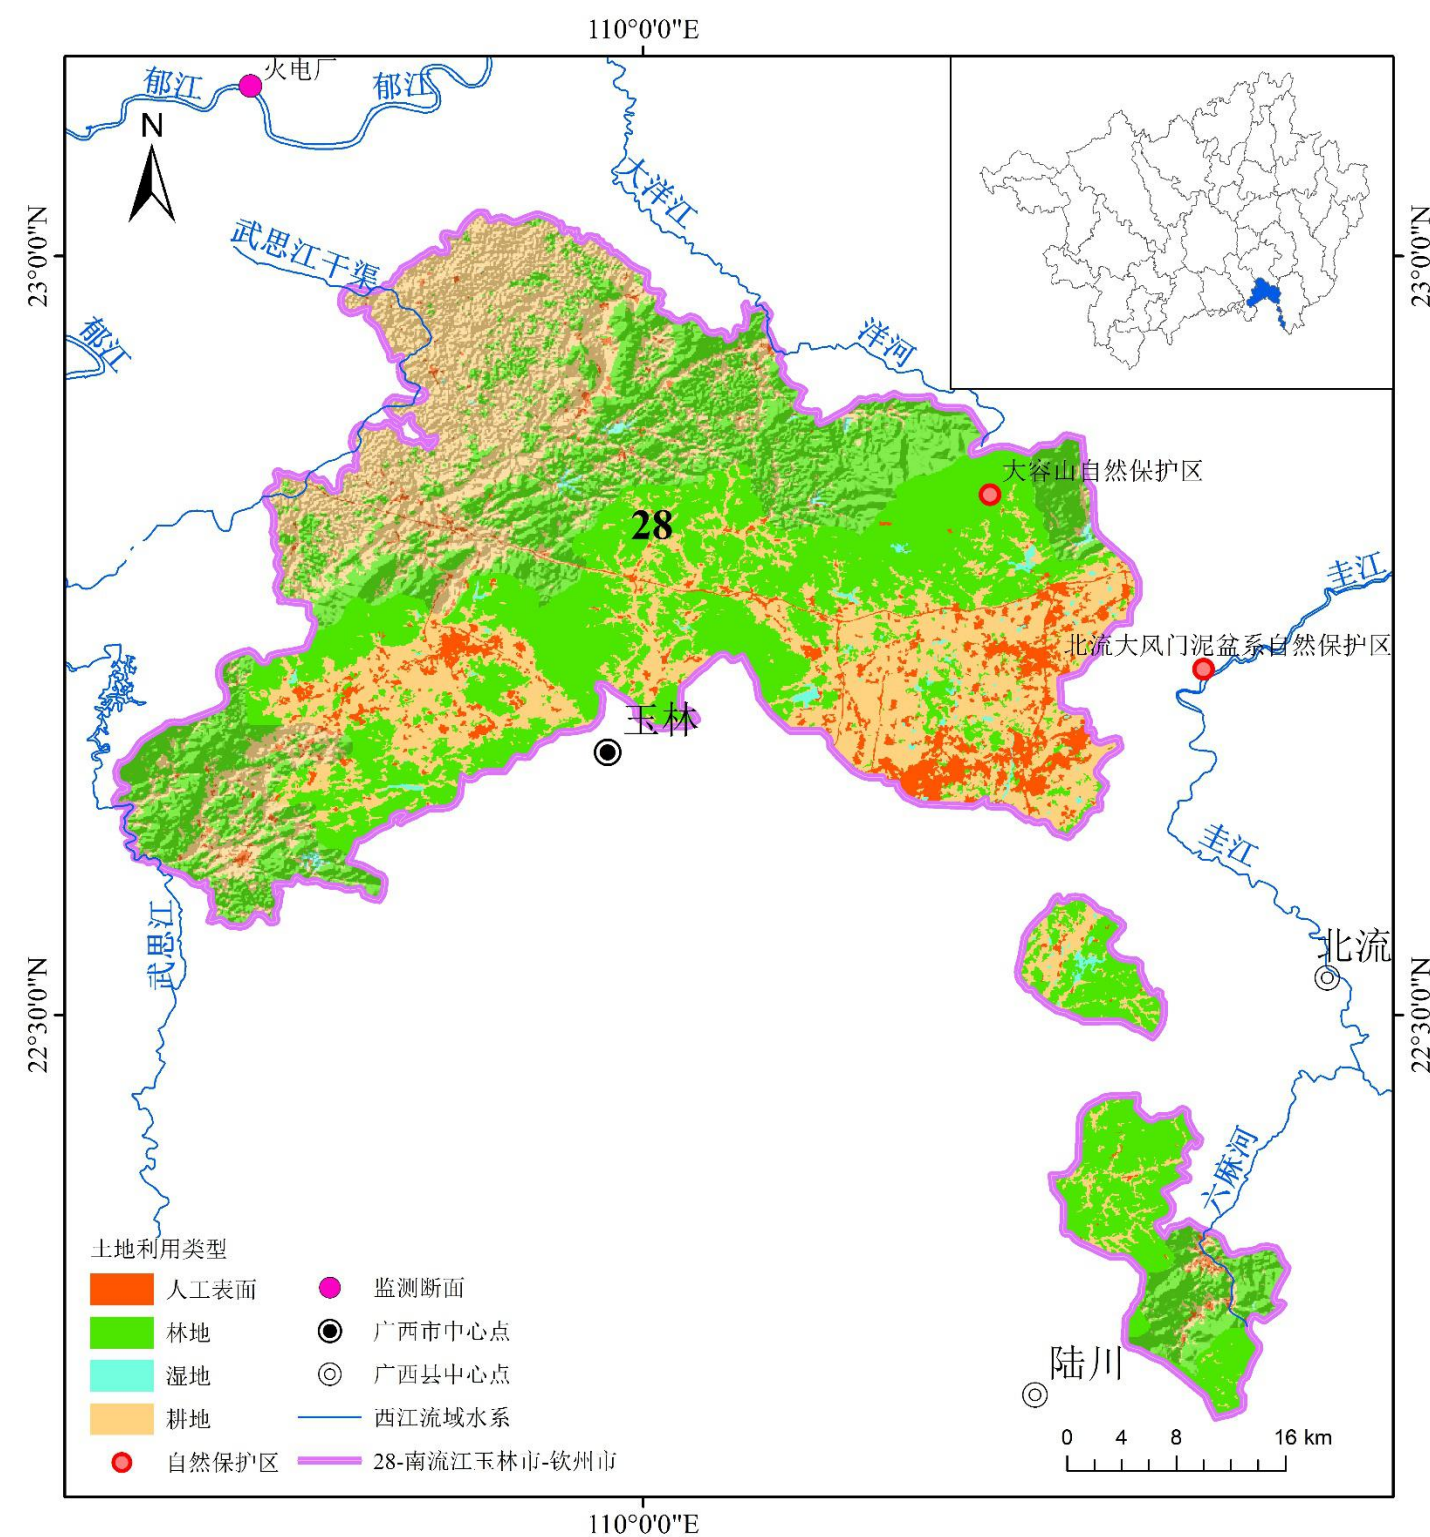 110°0'0"E
火电厂
郁江
郁江
N
大洋江
武思江干渠
23°0'0"N
23°0'0"N
郁江
洋河
大容山自然保护区
28
圭江
北流大风门泥盆系自然保护区
玉林
圭江
武思江
北流
22°30'0"N
22°30'0"N
六麻河
土地利用类型
人工表面
监测断面
林地
广西市中心点
湿地
广西县中心点
陆川
耕地
西江流域水系
0 4 8 16 km
自然保护区
28-南流江玉林市-钦州市
110°0'0"E